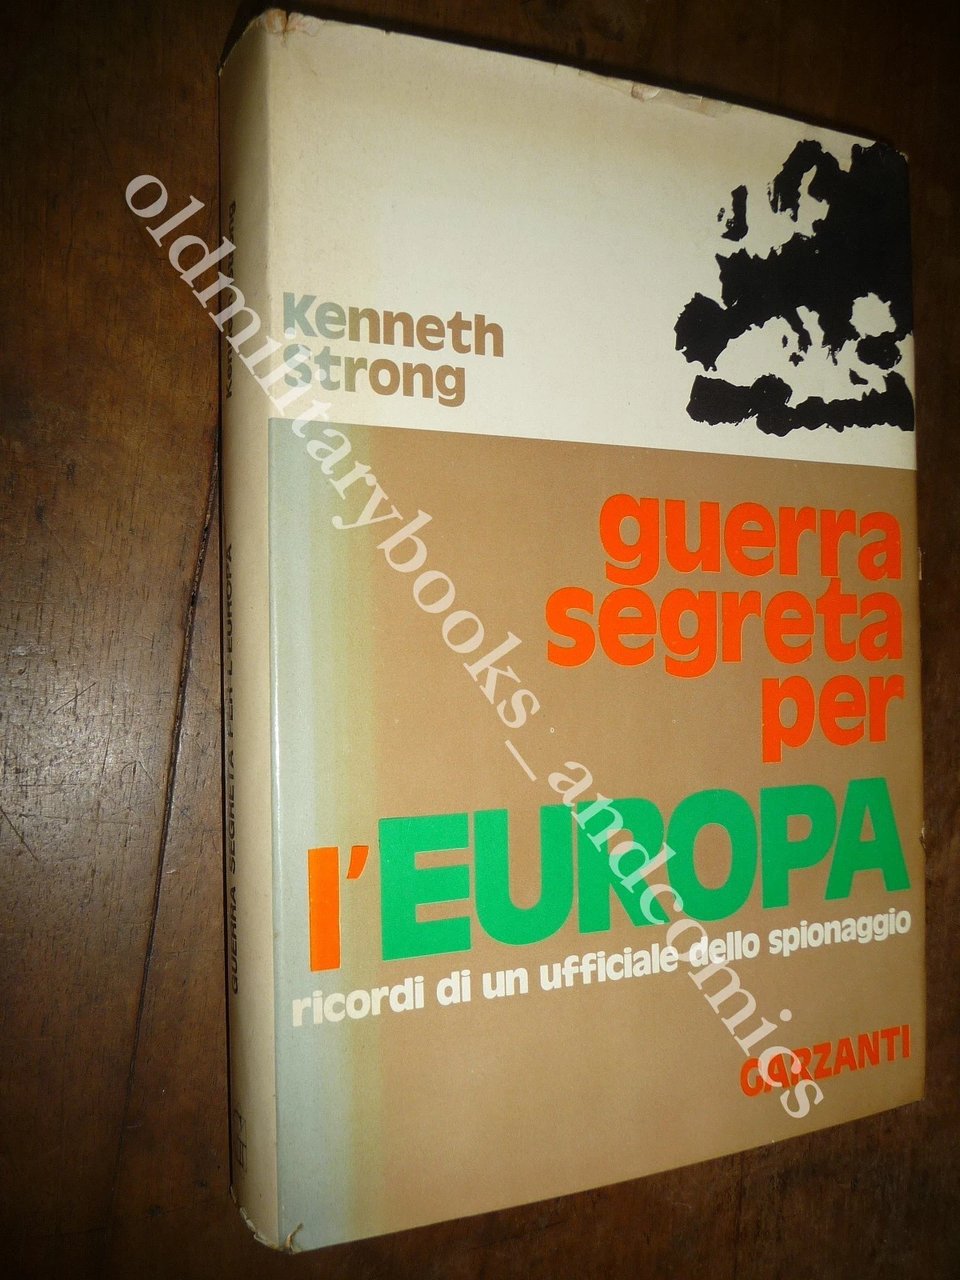 Kenneth
Strong
guerra
segreta
per
l'EUROPA
ricordi di un ufficiale dello spionaggio
GARZANTI
GUERRA SEGRETA PER L'EUROPA
oldmilitarybooks_andcomics